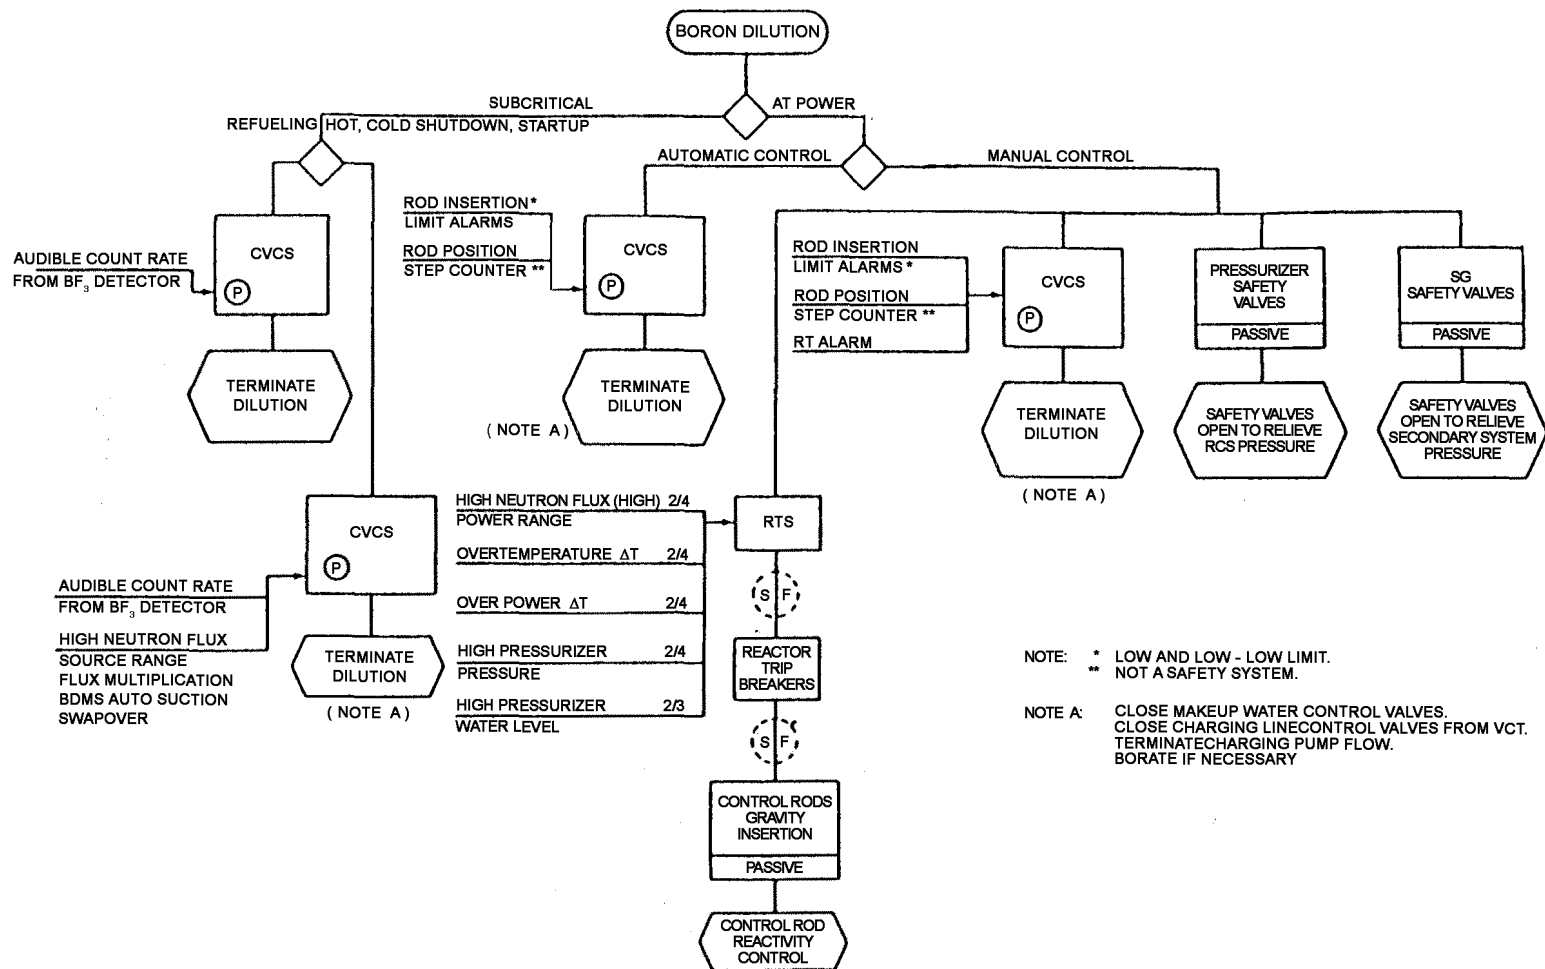 BORON DILUTION
SUBCRITICAL
AT POWER
REFUELING HOT, COLD SHUTDOWN, STARTUP
AUTOMATIC CONTROL
MANUAL CONTROL
AUDIBLE COUNT RATE
FROM BF3 DETECTOR
CVCS
P
TERMINATE
DILUTION
ROD INSERTION*
LIMIT ALARMS
ROD POSITION
STEP COUNTER **
CVCS
P
TERMINATE
DILUTION
( NOTE A )
ROD INSERTION
LIMIT ALARMS *
ROD POSITION
STEP COUNTER **
RT ALARM
CVCS
P
TERMINATE
DILUTION
( NOTE A )
PRESSURIZER
SAFETY
VALVES
PASSIVE
SAFETY VALVES
OPEN TO RELIEVE
RCS PRESSURE
SG
SAFETY VALVES
PASSIVE
SAFETY VALVES
OPEN TO RELIEVE
SECONDARY SYSTEM
PRESSURE
AUDIBLE COUNT RATE
FROM BF3 DETECTOR
HIGH NEUTRON FLUX
SOURCE RANGE
FLUX MULTIPLICATION
BDMS AUTO SUCTION
SWAPOVER
CVCS
P
TERMINATE
DILUTION
( NOTE A )
HIGH NEUTRON FLUX (HIGH) 2/4
POWER RANGE
OVERTEMPERATURE ΔT 2/4
OVER POWER ΔT 2/4
HIGH PRESSURIZER 2/4
PRESSURE
HIGH PRESSURIZER 2/3
WATER LEVEL
RTS
S F
REACTOR
TRIP
BREAKERS
S F
CONTROL RODS
GRAVITY
INSERTION
PASSIVE
CONTROL ROD
REACTIVITY
CONTROL
NOTE: * LOW AND LOW - LOW LIMIT.
** NOT A SAFETY SYSTEM.
NOTE A: CLOSE MAKEUP WATER CONTROL VALVES.
CLOSE CHARGING LINECONTROL VALVES FROM VCT.
TERMINATECHARGING PUMP FLOW.
BORATE IF NECESSARY